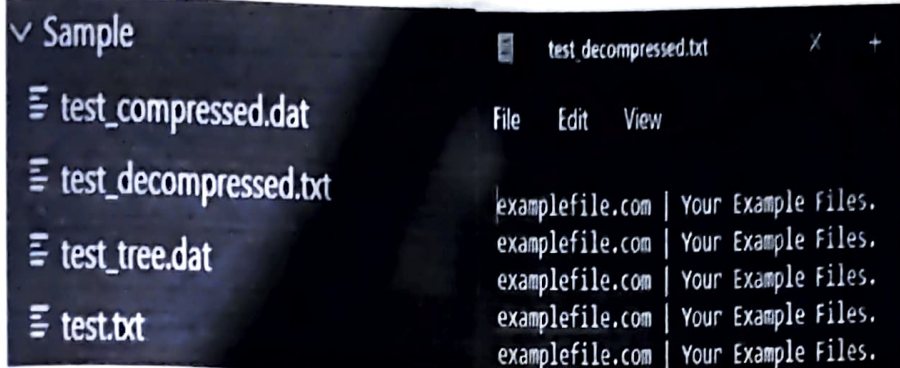 Sample
test_compressed.dat
test_decompressed.txt
test_tree.dat
test.txt
test_decompressed.txt X +
File Edit View
examplefile.com | Your Example Files.
examplefile.com | Your Example Files.
examplefile.com | Your Example Files.
examplefile.com | Your Example Files.
examplefile.com | Your Example Files.